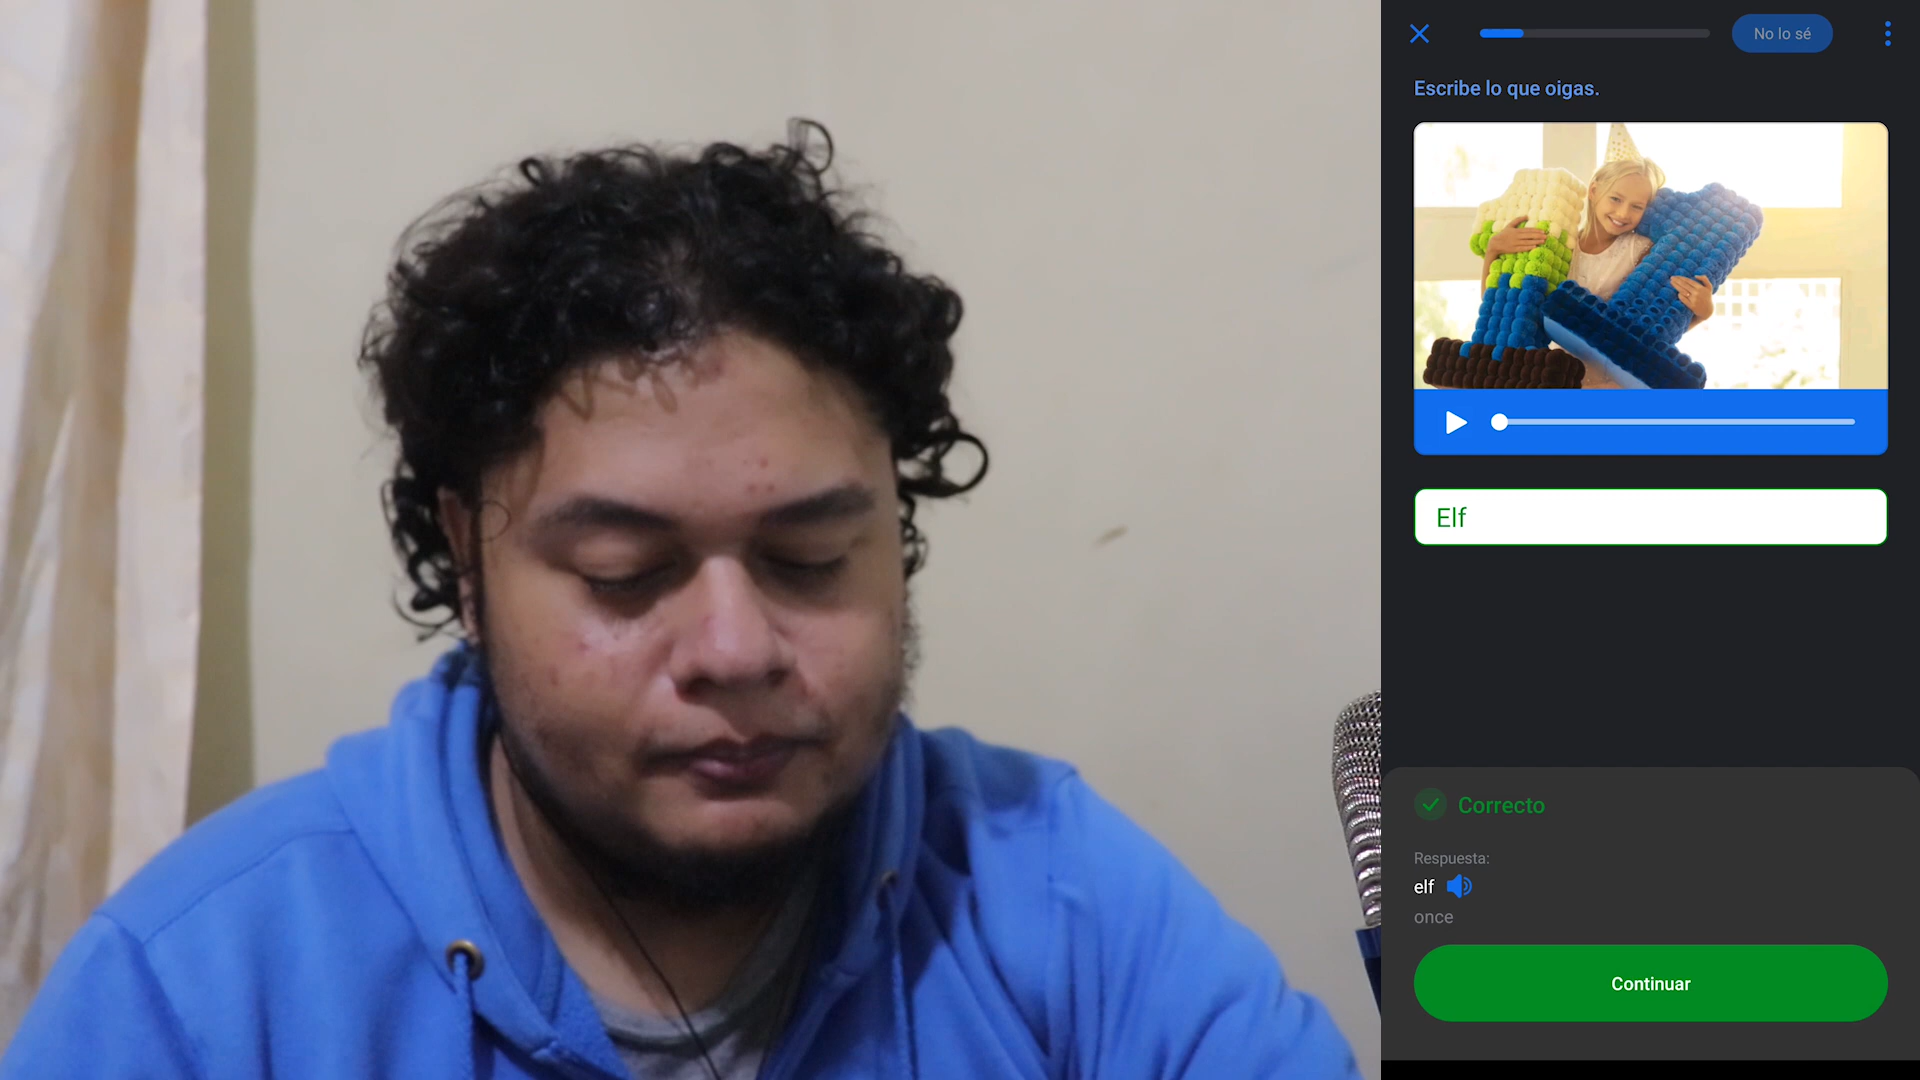 No lo sé
Escribe lo que oigas.
Elf
Correcto
Respuesta:
elf
once
Continuar